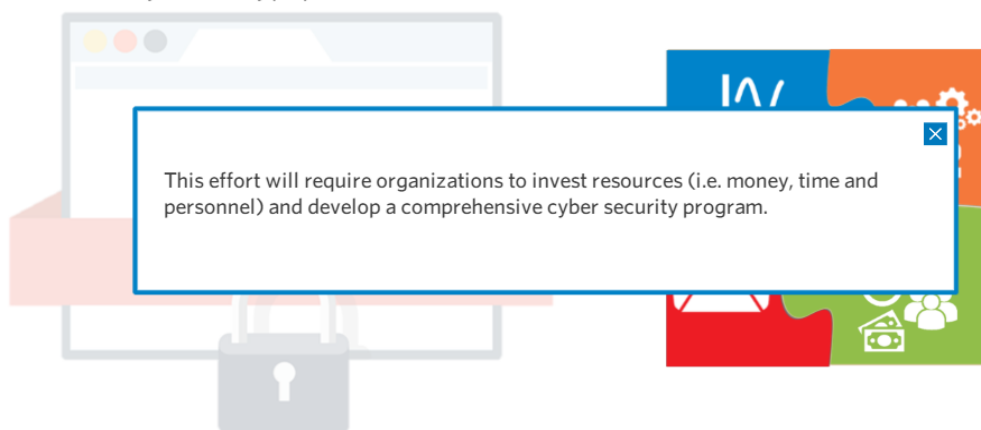 This effort will require organizations to invest resources (i.e. money, time and
personnel) and develop a comprehensive cyber security program.